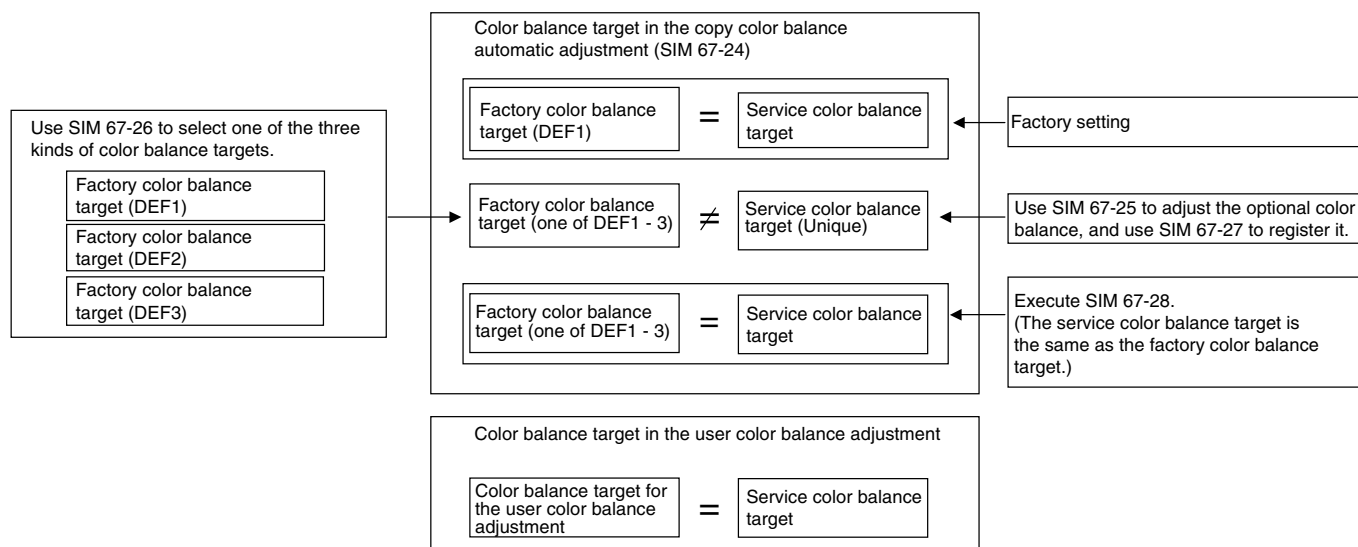 Use SIM 67-26 to select one of the three
kinds of color balance targets.
Factory color balance
target (DEF1)
Factory color balance
target (DEF2)
Factory color balance
target (DEF3)
Color balance target in the copy color balance
automatic adjustment (SIM 67-24)
Factory color balance
target (DEF1)
=
Service color balance
target
Factory setting
Factory color balance
target (one of DEF1 - 3)
≠
Service color balance
target (Unique)
Use SIM 67-25 to adjust the optional color
balance, and use SIM 67-27 to register it.
Factory color balance
target (one of DEF1 - 3)
=
Service color balance
target
Execute SIM 67-28.
(The service color balance target is
the same as the factory color balance
target.)
Color balance target in the user color balance adjustment
Color balance target for
the user color balance
adjustment
=
Service color balance
target